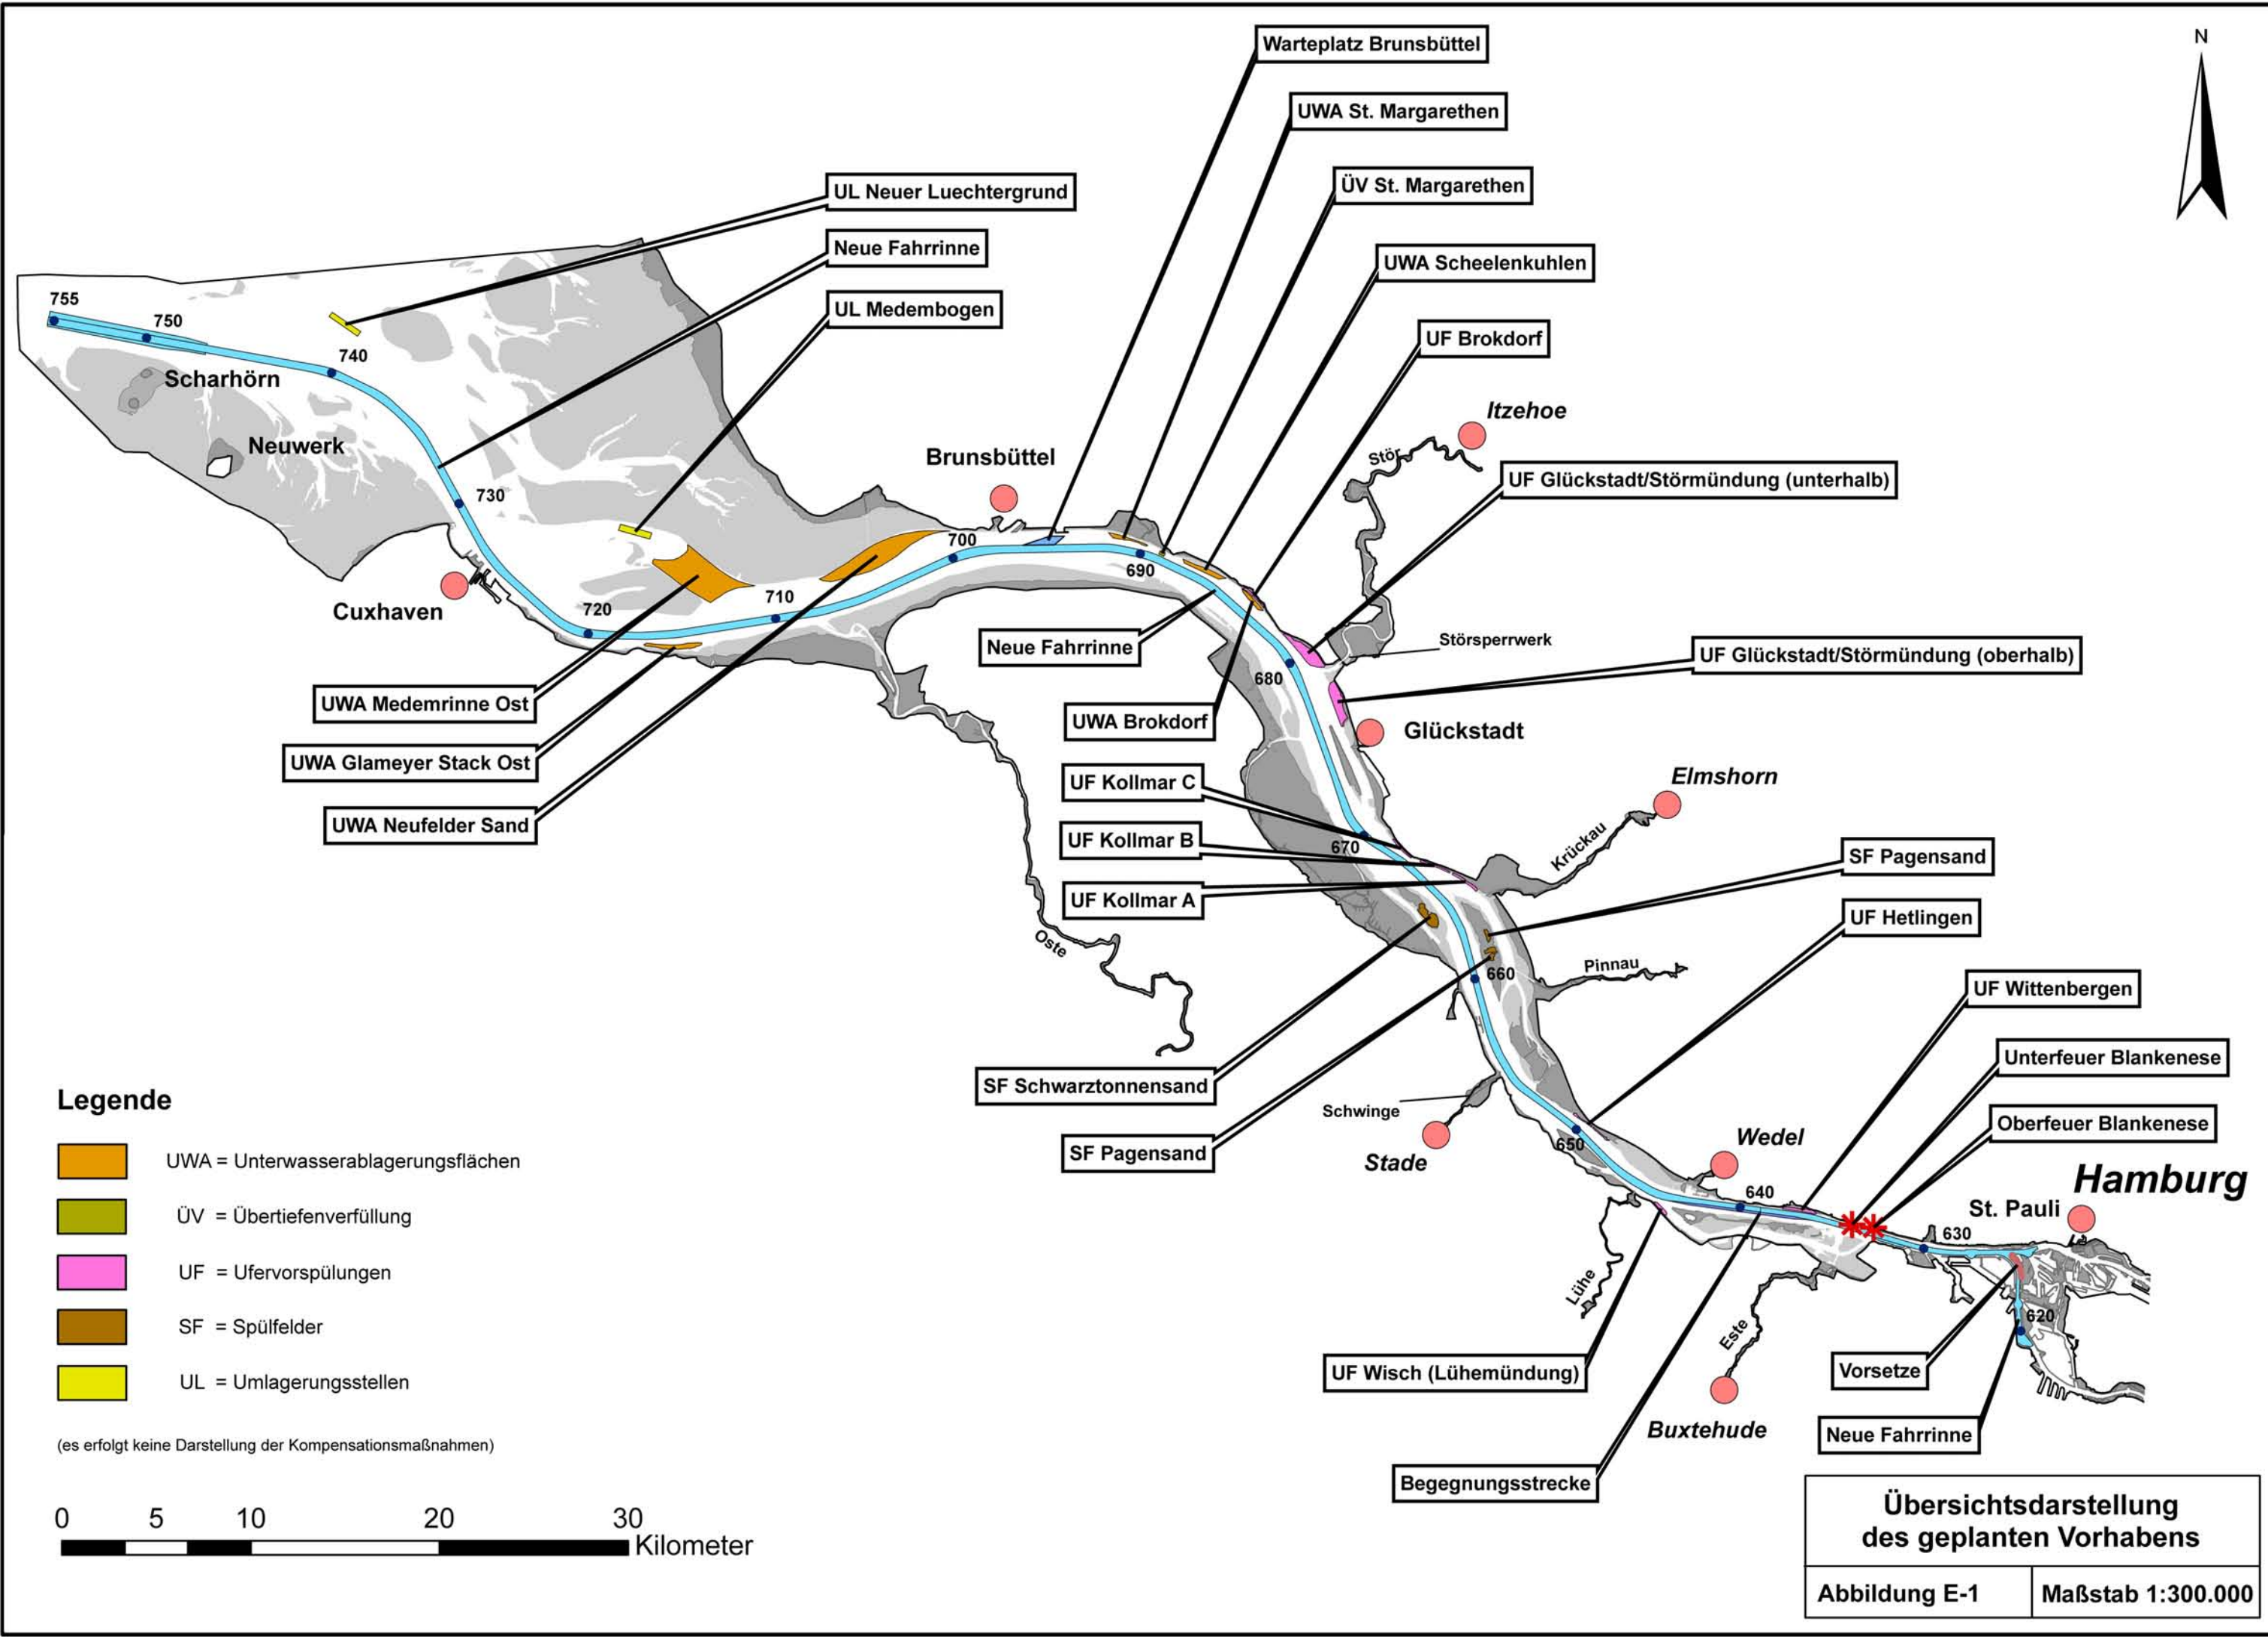 N
Warteplatz Brunsbüttel
UWA St. Margarethen
ÜV St. Margarethen
UL Neuer Luechtergrund
Neue Fahrrinne
UWA Scheelenkuhlen
UL Medembogen
UF Brokdorf
755
750
740
Scharhörn
Itzehoe
Neuwerk
Brunsbüttel
Stör
UF Glückstadt/Störmündung (unterhalb)
730
700
690
Cuxhaven
720
710
Neue Fahrrinne
Störsperrwerk
UF Glückstadt/Störmündung (oberhalb)
680
UWA Medemrinne Ost
UWA Brokdorf
Glückstadt
UWA Glameyer Stack Ost
UF Kollmar C
Elmshorn
UWA Neufelder Sand
UF Kollmar B
670
Krückau
SF Pagensand
UF Kollmar A
UF Hetlingen
Oste
660
Pinnau
UF Wittenbergen
SF Schwarztonnensand
Unterfeuer Blankenese
Schwinge
Oberfeuer Blankenese
SF Pagensand
650
Stade
Wedel
Hamburg
640
St. Pauli
630
Lühe
620
Este
UF Wisch (Lühemündung)
Vorsetze
Buxtehude
Neue Fahrrinne
Begegnungsstrecke
Legende
UWA = Unterwasserablagerungsflächen
ÜV = Übertiefenverfüllung
UF = Ufervorspülungen
SF = Spülfelder
UL = Umlagerungsstellen
(es erfolgt keine Darstellung der Kompensationsmaßnahmen)
0 5 10 20 30
Kilometer
Übersichtsdarstellung
des geplanten Vorhabens
Abbildung E-1
Maßstab 1:300.000